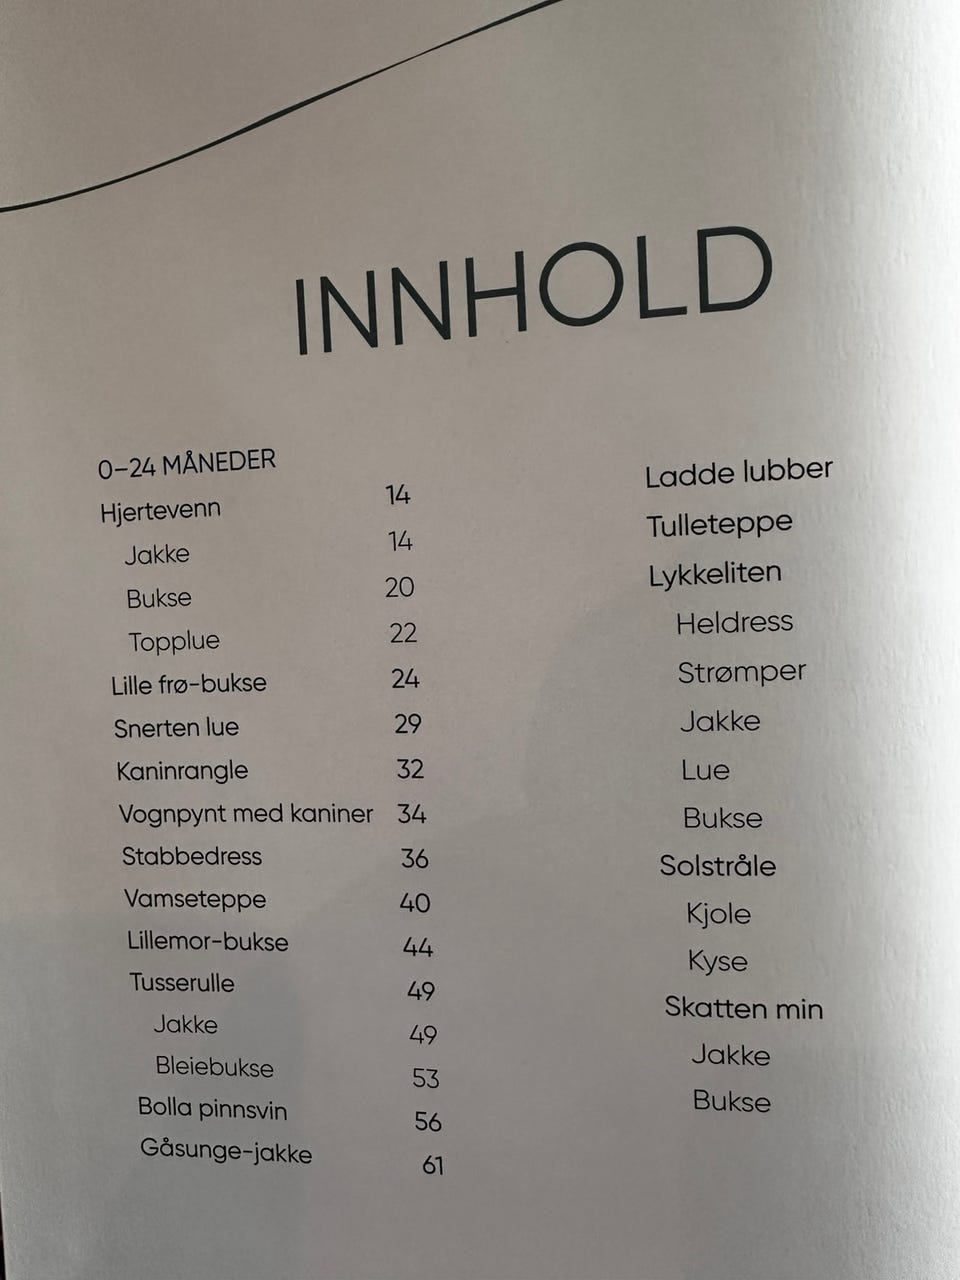 INNHOLD
0–24 MÅNEDER
Hjertevenn 14
Jakke 14
Bukse 20
Topplue 22
Lille frø-bukse 24
Snerten lue 29
Kaninrangle 32
Vognpynt med kaniner 34
Stabbedress 36
Vamseteppe 40
Lillemor-bukse 44
Tusserulle 49
Jakke 49
Bleiebukse 53
Bolla pinnsvin 56
Gåsunge-jakke 61
Ladde lubber
Tulleteppe
Lykkeliten
Heldress
Strømper
Jakke
Lue
Bukse
Solstråle
Kjole
Kyse
Skatten min
Jakke
Bukse